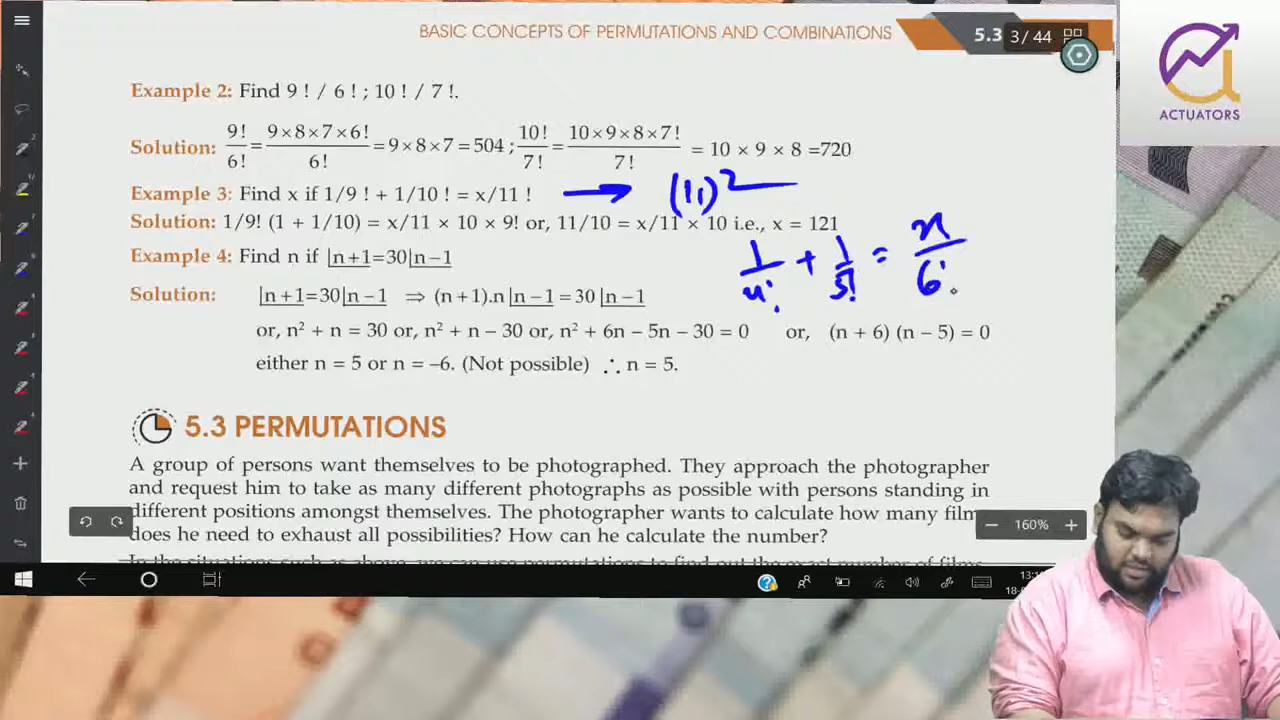 BASIC CONCEPTS OF PERMUTATIONS AND COMBINATIONS 5.3 3 / 44
ACTUATORS
Example 2: Find 9 ! / 6 ! ; 10 ! / 7 !.
Solution: 9!/6! = 9×8×7×6!/6! = 9×8×7 = 504 ; 10!/7! = 10×9×8×7!/7! = 10 × 9 × 8 =720
Example 3: Find x if 1/9 ! + 1/10 ! = x/11 ! → (11)²
Solution: 1/9! (1 + 1/10) = x/11 × 10 × 9! or, 11/10 = x/11 × 10 i.e., x = 121
1/4! + 1/5! = x/6!
Example 4: Find n if |n+1=30|n−1
Solution: |n+1=30|n−1 ⇒ (n+1).n|n−1 = 30 |n−1
or, n² + n = 30 or, n² + n − 30 or, n² + 6n − 5n − 30 = 0 or, (n + 6) (n − 5) = 0
either n = 5 or n = –6. (Not possible) ∴ n = 5.
5.3 PERMUTATIONS
A group of persons want themselves to be photographed. They approach the photographer
and request him to take as many different photographs as possible with persons standing in
different positions amongst themselves. The photographer wants to calculate how many film
does he need to exhaust all possibilities? How can he calculate the number?
160%